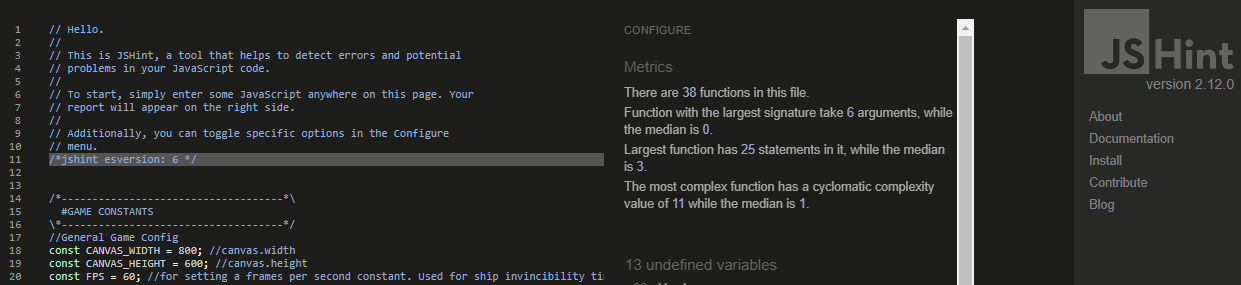 1 // Hello.
2 //
3 // This is JSHint, a tool that helps to detect errors and potential
4 // problems in your JavaScript code.
5 //
6 // To start, simply enter some JavaScript anywhere on this page. Your
7 // report will appear on the right side.
8 //
9 // Additionally, you can toggle specific options in the Configure
10 // menu.
11 /*jshint esversion: 6 */
12
13
14 /*------------------------------------*\
15 #GAME CONSTANTS
16 \*------------------------------------*/
17 //General Game Config
18 const CANVAS_WIDTH = 800; //canvas.width
19 const CANVAS_HEIGHT = 600; //canvas.height
20 const FPS = 60; //for setting a frames per second constant. Used for ship invincibility ti
CONFIGURE
Metrics
There are 38 functions in this file.
Function with the largest signature take 6 arguments, while
the median is 0.
Largest function has 25 statements in it, while the median
is 3.
The most complex function has a cyclomatic complexity
value of 11 while the median is 1.
13 undefined variables
JSHint
version 2.12.0
About
Documentation
Install
Contribute
Blog